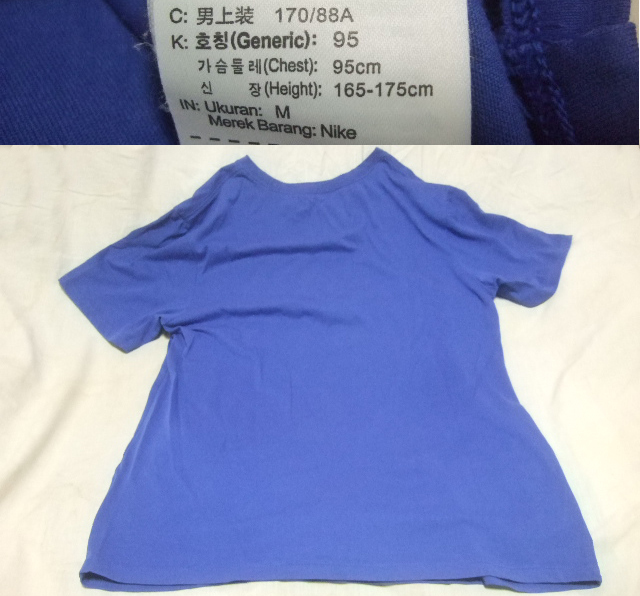 C: 男上装 170/88A
K: 호칭(Generic): 95
가슴둘레(Chest): 95cm
신 장(Height): 165-175cm
IN: Ukuran: M
Merek Barang: Nike